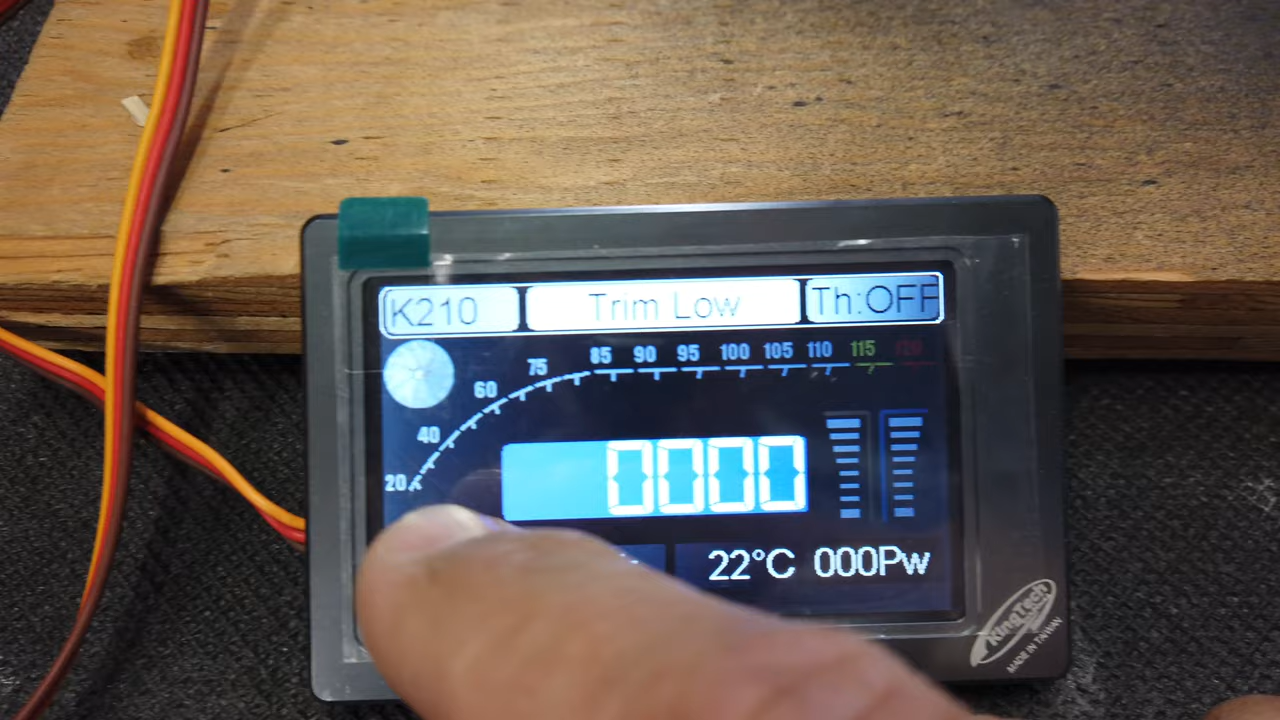 K210 Trim Low Th:OFF
20 40 60 75 85 90 95 100 105 110 115 120
0000
22°C 000Pw
KingTech
MADE IN TAIWAN